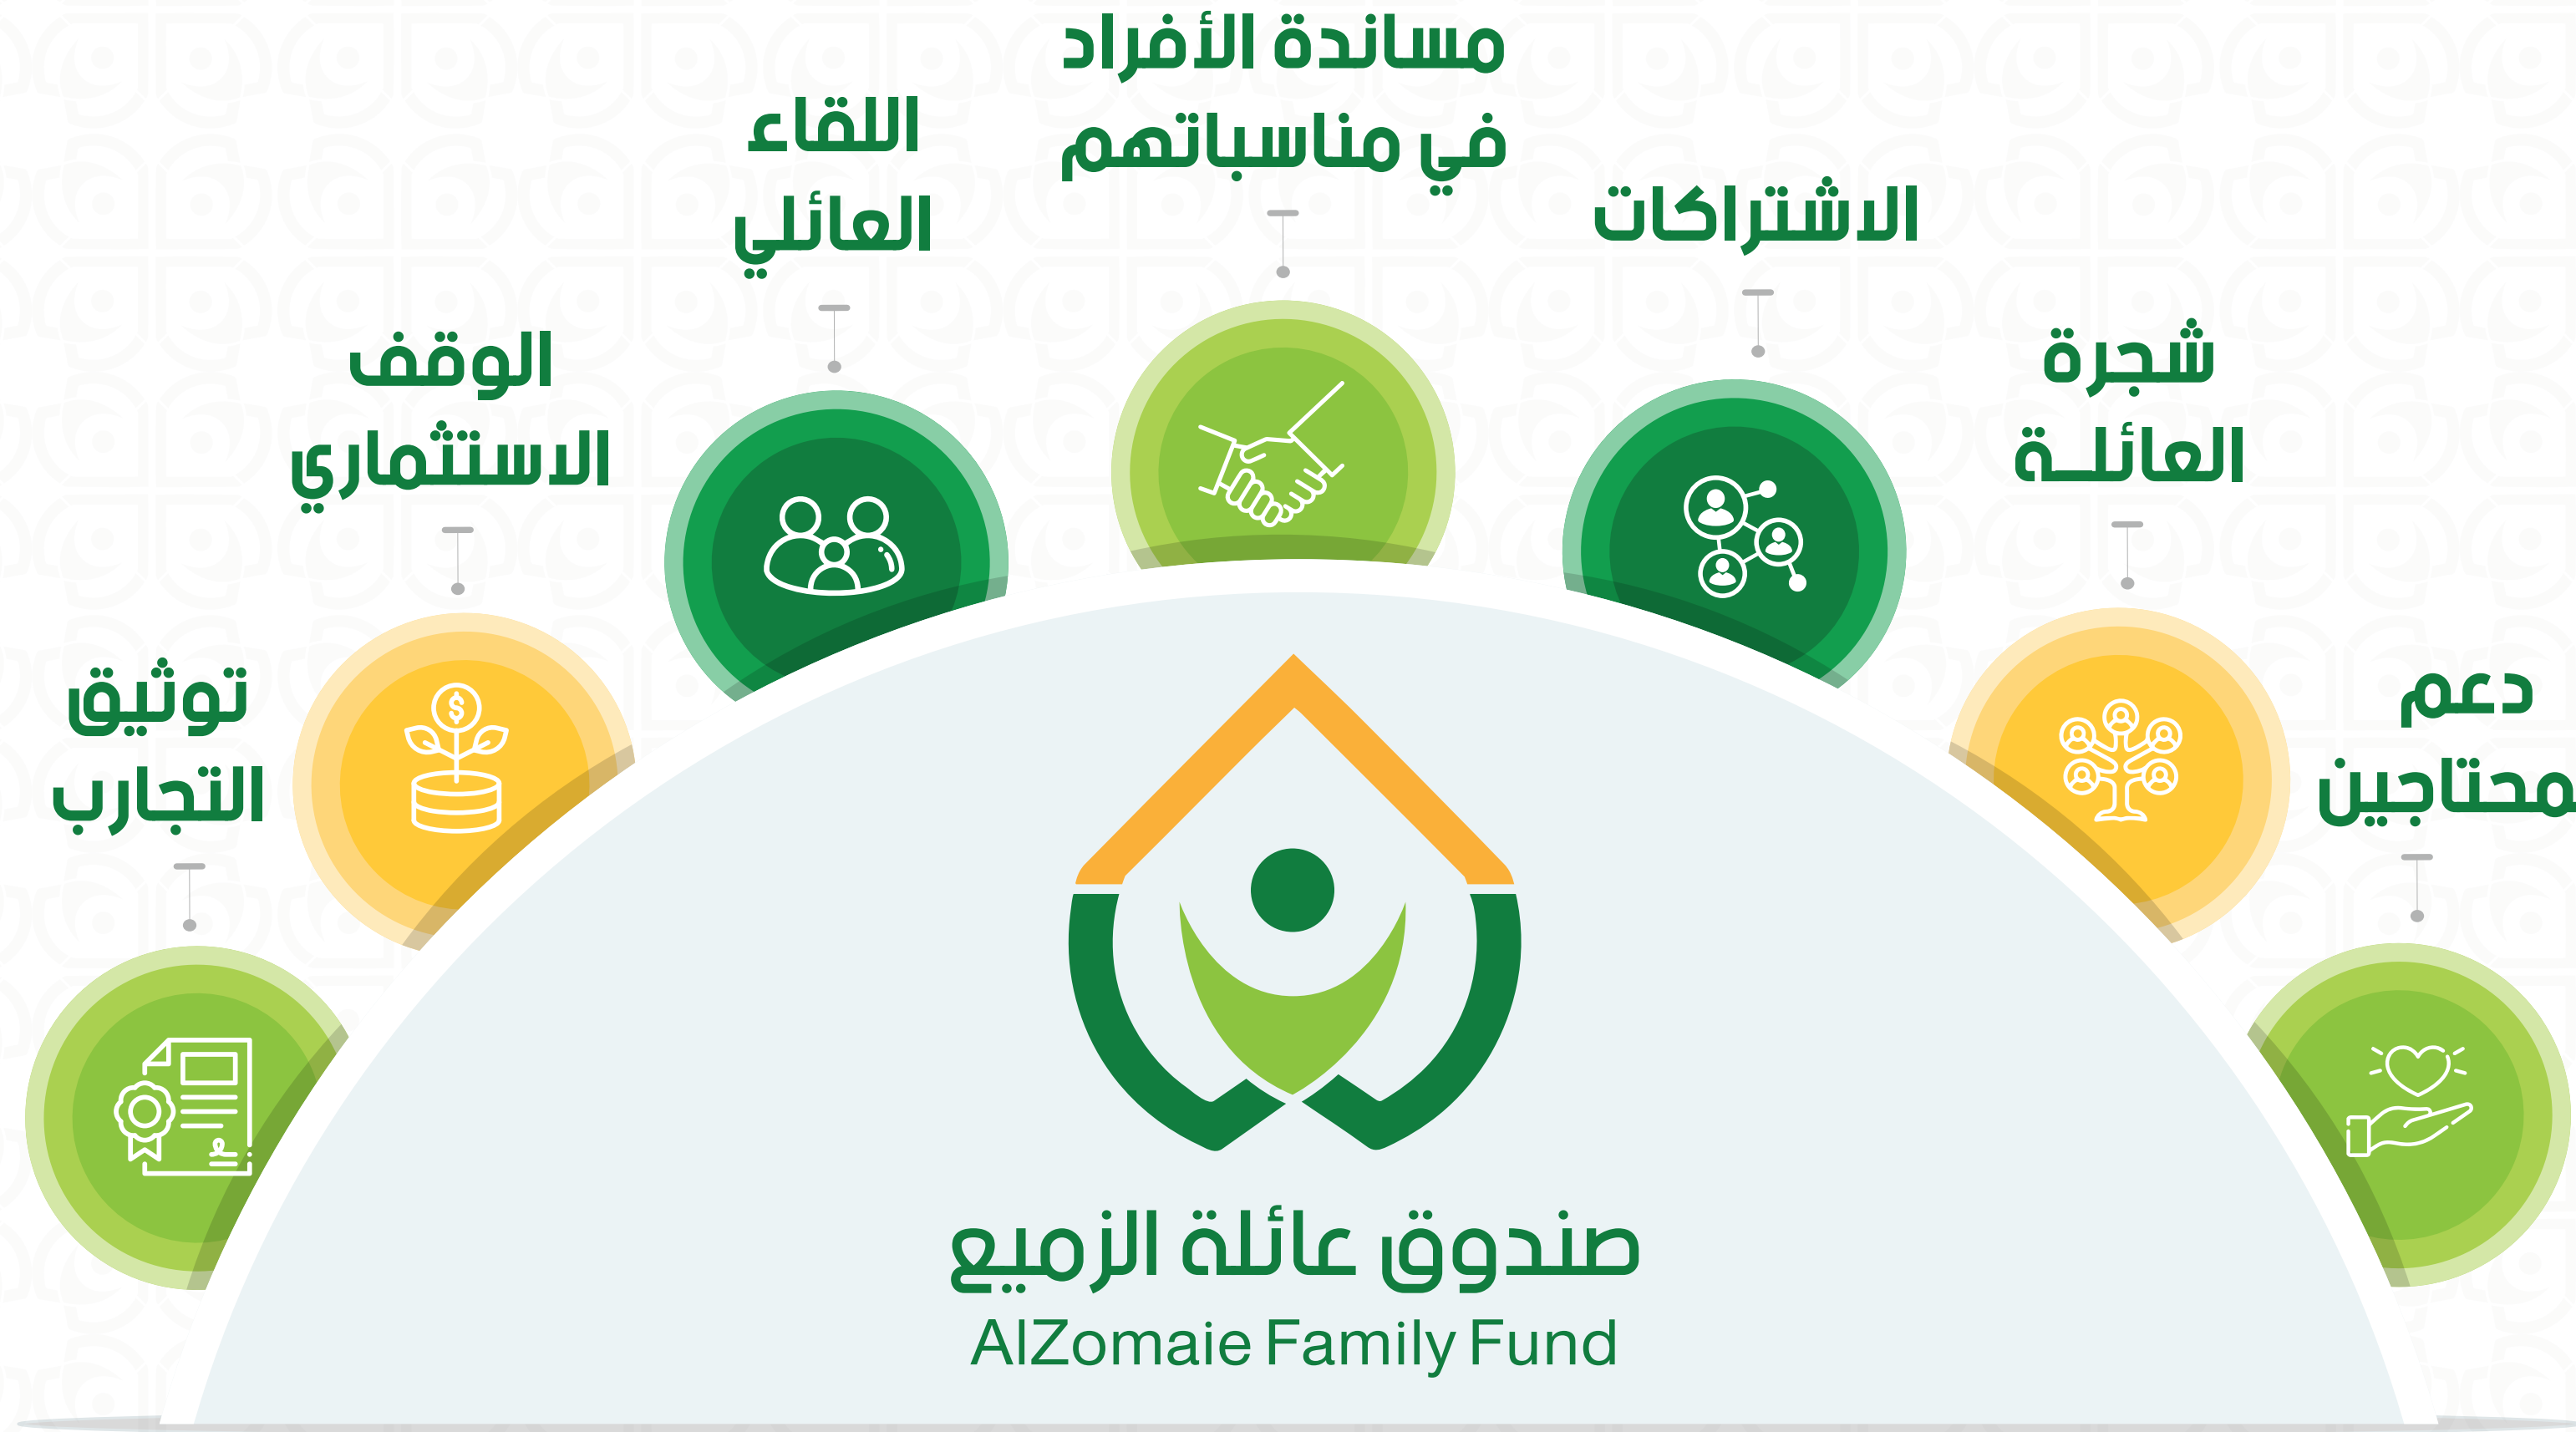 مساندة الأفراد
في مناسباتهم
الاشتراكات
اللقاء
العائلي
شجرة
العائلــة
الوقف
الاستثماري
دعم
محتاجين
توثيق
التجارب
صندوق عائلة الزميع
AlZomaie Family Fund